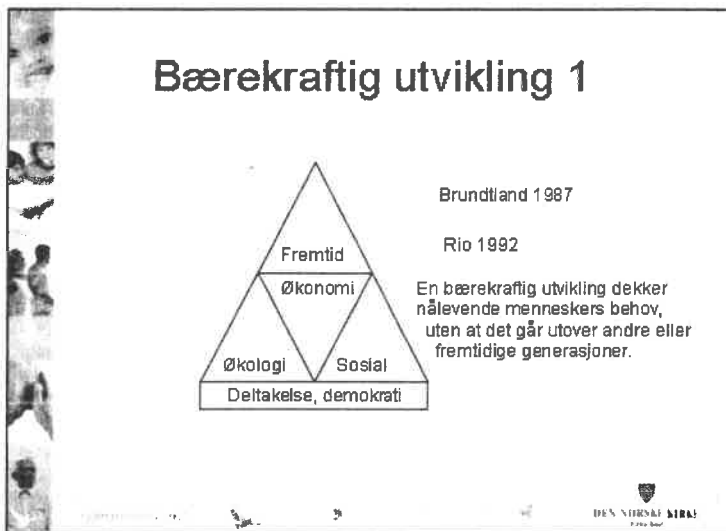 Bærekraftig utvikling 1
Brundtland 1987
Rio 1992
Fremtid
Økonomi
Økologi
Sosial
Deltakelse, demokrati
En bærekraftig utvikling dekker
nålevende menneskers behov,
uten at det går utover andre eller
fremtidige generasjoner.
DEN NORSKE KIRKE